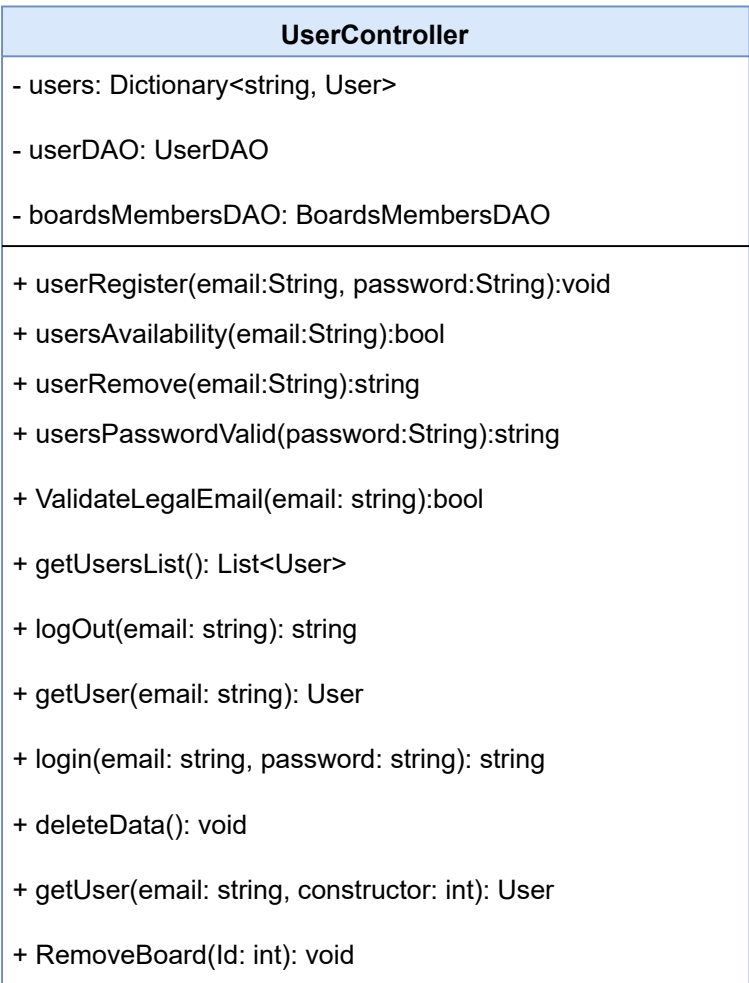 UserController
- users: Dictionary<string, User>
- userDAO: UserDAO
- boardsMembersDAO: BoardsMembersDAO
+ userRegister(email:String, password:String):void
+ usersAvailability(email:String):bool
+ userRemove(email:String):string
+ usersPasswordValid(password:String):string
+ ValidateLegalEmail(email: string):bool
+ getUsersList(): List<User>
+ logOut(email: string): string
+ getUser(email: string): User
+ login(email: string, password: string): string
+ deleteData(): void
+ getUser(email: string, constructor: int): User
+ RemoveBoard(Id: int): void